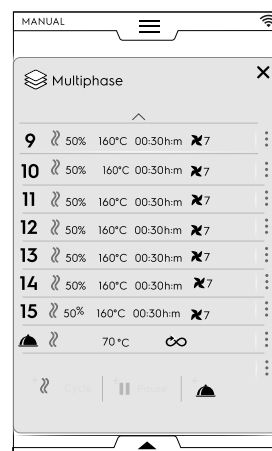 MANUAL
Multiphase
9 50% 160°C 00:30h:m 7
10 50% 160°C 00:30h:m 7
11 50% 160°C 00:30h:m 7
12 50% 160°C 00:30h:m 7
13 50% 160°C 00:30h:m 7
14 50% 160°C 00:30h:m 7
15 50% 160°C 00:30h:m 7
70 °C
Cycle Pause